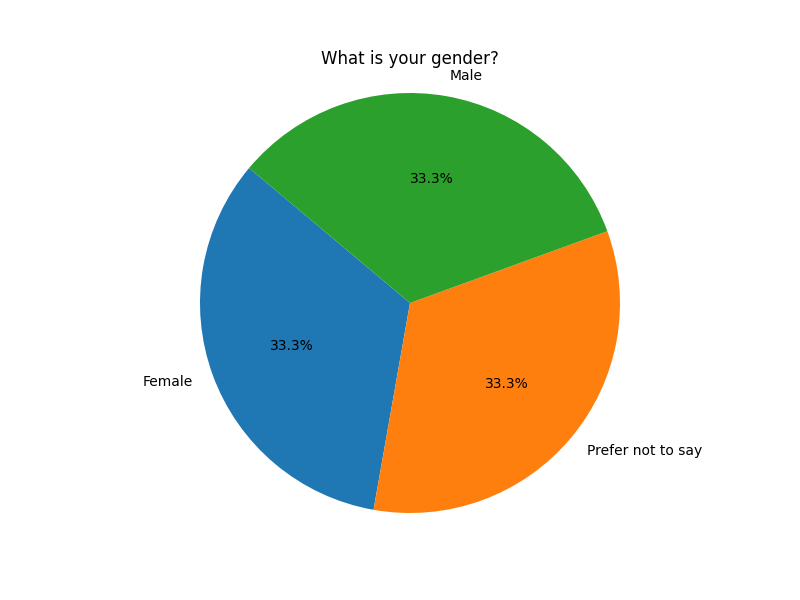 What is your gender?
Male
33.3%
33.3%
Female
33.3%
Prefer not to say